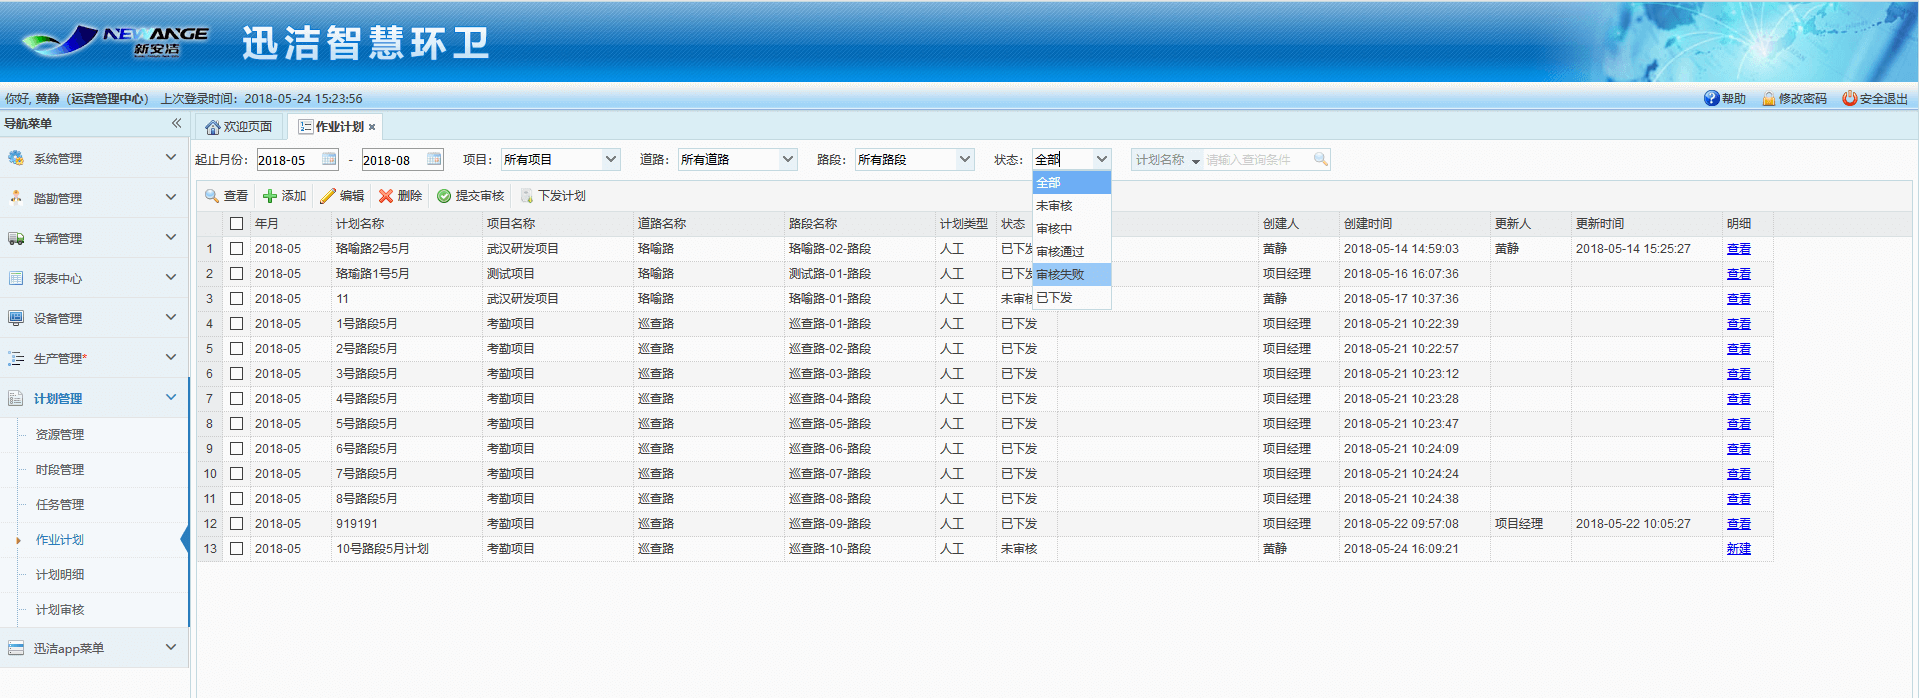 NEWANGE
新安洁
迅洁智慧环卫
你好, 黄静（运营管理中心） 上次登录时间：2018-05-24 15:23:56
帮助 修改密码 安全退出
导航菜单
欢迎页面 作业计划
系统管理
踏勘管理
车辆管理
报表中心
设备管理
生产管理*
计划管理
资源管理
时段管理
任务管理
作业计划
计划明细
计划审核
迅洁app菜单
起止月份： 2018-05 - 2018-08 项目： 所有项目 道路： 所有道路 路段： 所有路段 状态： 全部 计划名称 请输入查询条件
全部
未审核
审核中
审核通过
审核失败
已下发
查看 添加 编辑 删除 提交审核 下发计划
年月 计划名称 项目名称 道路名称 路段名称 计划类型 状态 创建人 创建时间 更新人 更新时间 明细
1 2018-05 珞喻路2号5月 武汉研发项目 珞喻路 珞喻路-02-路段 人工 已下发 黄静 2018-05-14 14:59:03 黄静 2018-05-14 15:25:27 查看
2 2018-05 珞瑜路1号5月 测试项目 珞喻路 测试路-01-路段 人工 已下发 项目经理 2018-05-16 16:07:36 查看
3 2018-05 11 武汉研发项目 珞喻路 珞喻路-01-路段 人工 未审核 黄静 2018-05-17 10:37:36 查看
4 2018-05 1号路段5月 考勤项目 巡查路 巡查路-01-路段 人工 已下发 项目经理 2018-05-21 10:22:39 查看
5 2018-05 2号路段5月 考勤项目 巡查路 巡查路-02-路段 人工 已下发 项目经理 2018-05-21 10:22:57 查看
6 2018-05 3号路段5月 考勤项目 巡查路 巡查路-03-路段 人工 已下发 项目经理 2018-05-21 10:23:12 查看
7 2018-05 4号路段5月 考勤项目 巡查路 巡查路-04-路段 人工 已下发 项目经理 2018-05-21 10:23:28 查看
8 2018-05 5号路段5月 考勤项目 巡查路 巡查路-05-路段 人工 已下发 项目经理 2018-05-21 10:23:47 查看
9 2018-05 6号路段5月 考勤项目 巡查路 巡查路-06-路段 人工 已下发 项目经理 2018-05-21 10:24:09 查看
10 2018-05 7号路段5月 考勤项目 巡查路 巡查路-07-路段 人工 已下发 项目经理 2018-05-21 10:24:24 查看
11 2018-05 8号路段5月 考勤项目 巡查路 巡查路-08-路段 人工 已下发 项目经理 2018-05-21 10:24:38 查看
12 2018-05 919191 考勤项目 巡查路 巡查路-09-路段 人工 已下发 项目经理 2018-05-22 09:57:08 项目经理 2018-05-22 10:05:27 查看
13 2018-05 10号路段5月计划 考勤项目 巡查路 巡查路-10-路段 人工 未审核 黄静 2018-05-24 16:09:21 新建